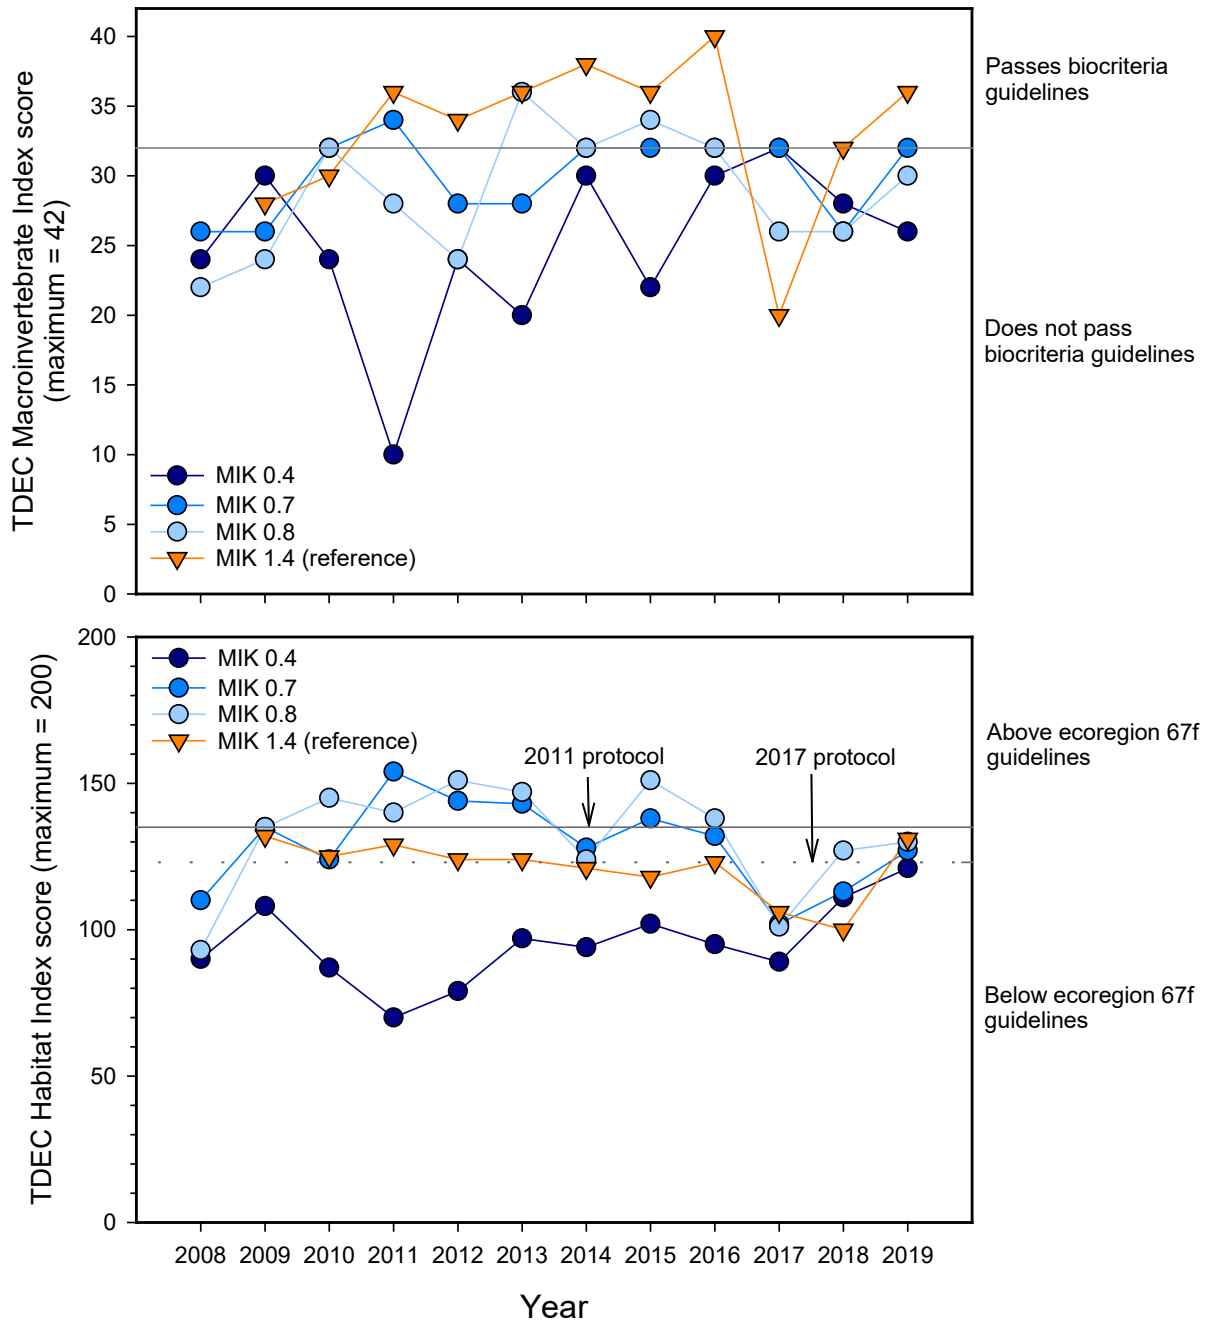 TDEC Macroinvertebrate Index score
(maximum = 42)
40
35
30
25
20
15
10
5
0
MIK 0.4
MIK 0.7
MIK 0.8
MIK 1.4 (reference)
Passes biocriteria
guidelines
Does not pass
biocriteria guidelines
TDEC Habitat Index score (maximum = 200)
200
150
100
50
0
MIK 0.4
MIK 0.7
MIK 0.8
MIK 1.4 (reference)
2011 protocol
2017 protocol
Above ecoregion 67f
guidelines
Below ecoregion 67f
guidelines
2008 2009 2010 2011 2012 2013 2014 2015 2016 2017 2018 2019
Year